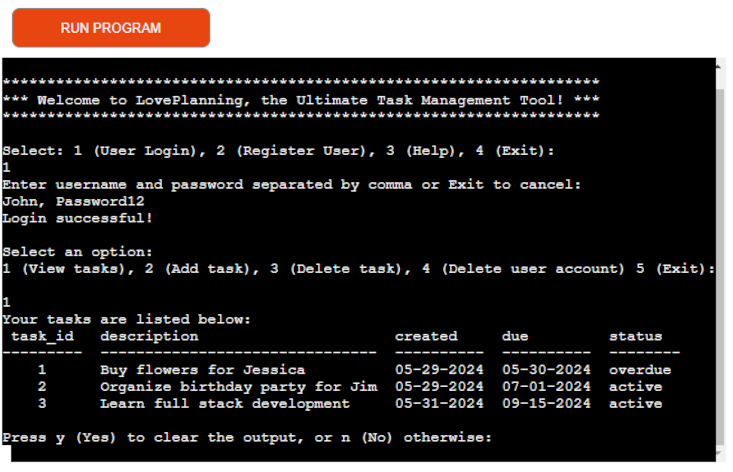 RUN PROGRAM
*******************************************************************
*** Welcome to LovePlanning, the Ultimate Task Management Tool! ***
*******************************************************************
Select: 1 (User Login), 2 (Register User), 3 (Help), 4 (Exit):
1
Enter username and password separated by comma or Exit to cancel:
John, Password12
Login successful!
Select an option:
1 (View tasks), 2 (Add task), 3 (Delete task), 4 (Delete user account) 5 (Exit):
1
Your tasks are listed below:
task_id description created due status
--------- ------------------------------- ---------- ---------- --------
1 Buy flowers for Jessica 05-29-2024 05-30-2024 overdue
2 Organize birthday party for Jim 05-29-2024 07-01-2024 active
3 Learn full stack development 05-31-2024 09-15-2024 active
Press y (Yes) to clear the output, or n (No) otherwise: